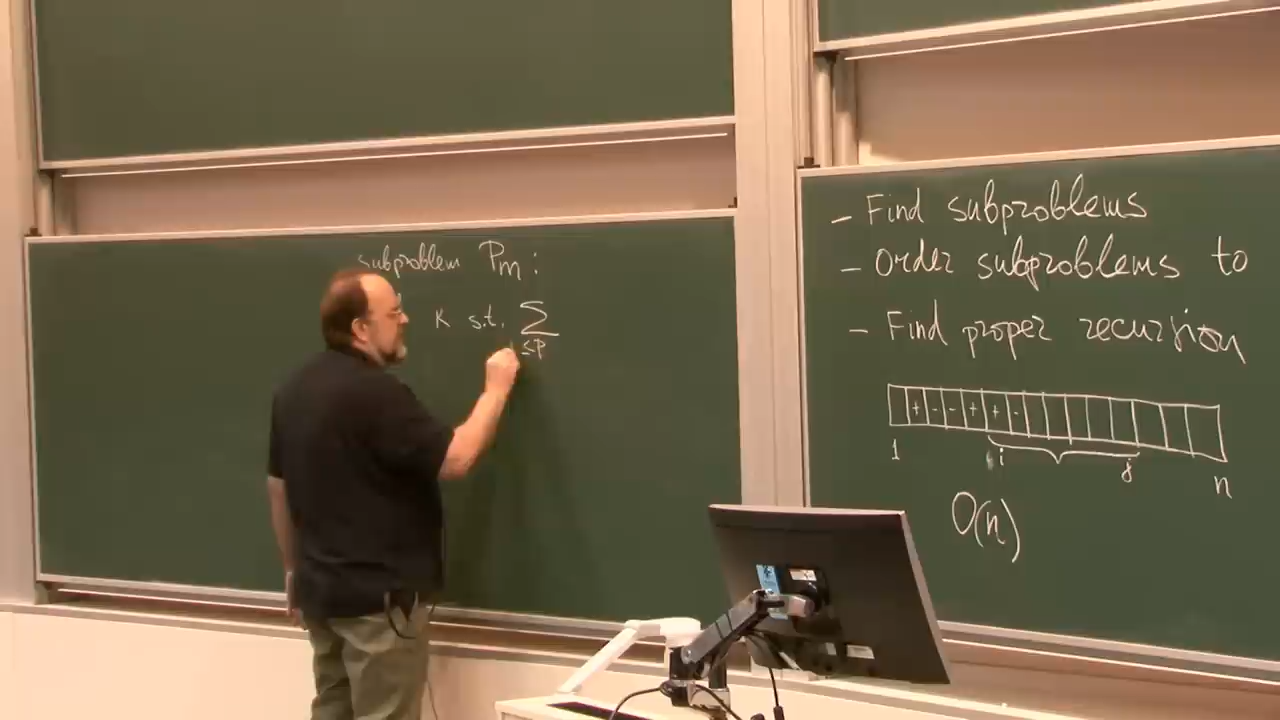 subproblem Pm:
K s.t. ∑
≤p
- Find subproblems
- Order subproblems to
- Find proper recursion
+ - - + + -
1 i j n
O(n)